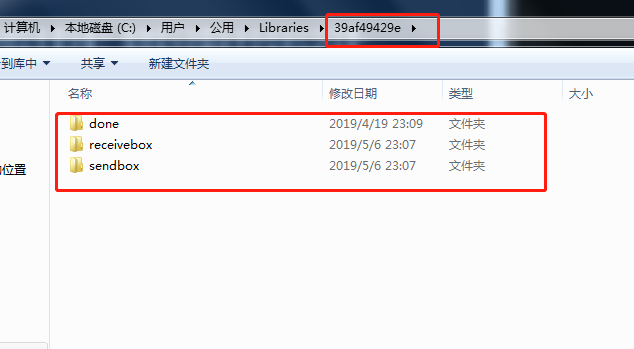 计算机 ▸ 本地磁盘 (C:) ▸ 用户 ▸ 公用 ▸ Libraries ▸ 39af49429e ▸
到库中 ▼ 共享 ▼ 新建文件夹
名称 修改日期 类型 大小
done 2019/4/19 23:09 文件夹
receivebox 2019/5/6 23:07 文件夹
sendbox 2019/5/6 23:07 文件夹
的位置